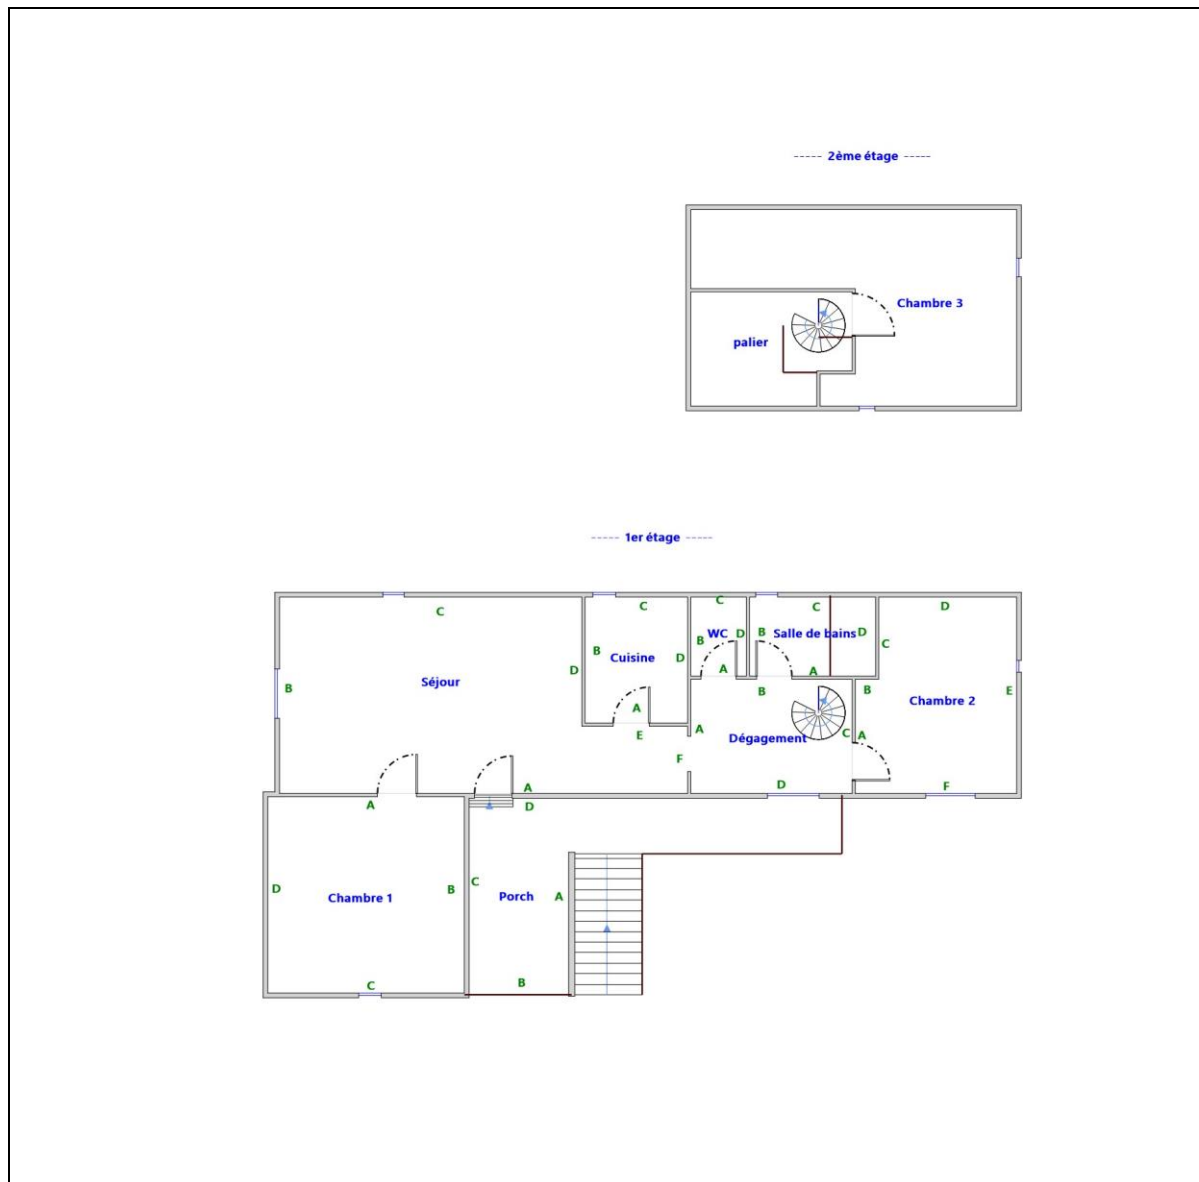 ----- 2ème étage -----
Chambre 3
palier
----- 1er étage -----
C
C
C
C
D
B
Séjour
D
B
Cuisine
D
A
E
B
WC
D
A
B
Salle de bains
D
A
C
B
A
Dégagement
C
F
D
B
Chambre 2
E
A
F
A
A
D
D
Chambre 1
B
C
C
Porch
A
B